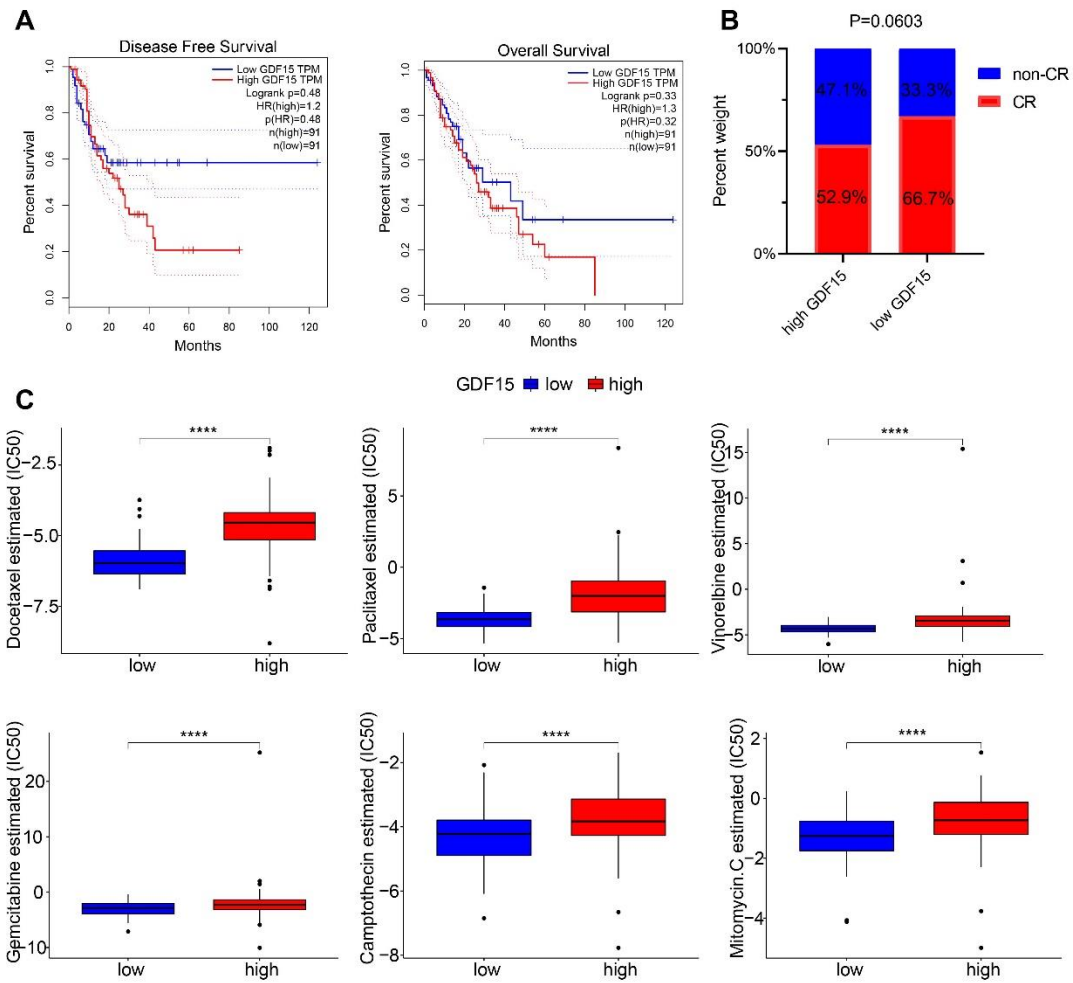 A
Disease Free Survival
Low GDF15 TPM
High GDF15 TPM
Logrank p=0.48
HR(high)=1.2
p(HR)=0.48
n(high)=91
n(low)=91
Percent survival
1.0
0.8
0.6
0.4
0.2
0.0
0 20 40 60 80 100 120
Months
Overall Survival
Low GDF15 TPM
High GDF15 TPM
Logrank p=0.33
HR(high)=1.3
p(HR)=0.32
n(high)=91
n(low)=91
Percent survival
1.0
0.8
0.6
0.4
0.2
0.0
0 20 40 60 80 100 120
Months
B
P=0.0603
Percent weight
100%
50%
0%
47.1% 33.3%
52.9% 66.7%
high GDF15
low GDF15
non-CR
CR
C
GDF15 low high
Docetaxel estimated (IC50)
****
−2.5
−5.0
−7.5
low high
Paclitaxel estimated (IC50)
****
5
0
−5
low high
Vinorelbine estimated (IC50)
****
15
10
5
0
−5
low high
Gemcitabine estimated (IC50)
****
20
10
0
−10
low high
Camptothecin estimated (IC50)
****
−2
−4
−6
−8
low high
Mitomycin.C estimated (IC50)
****
2
0
−2
−4
low high